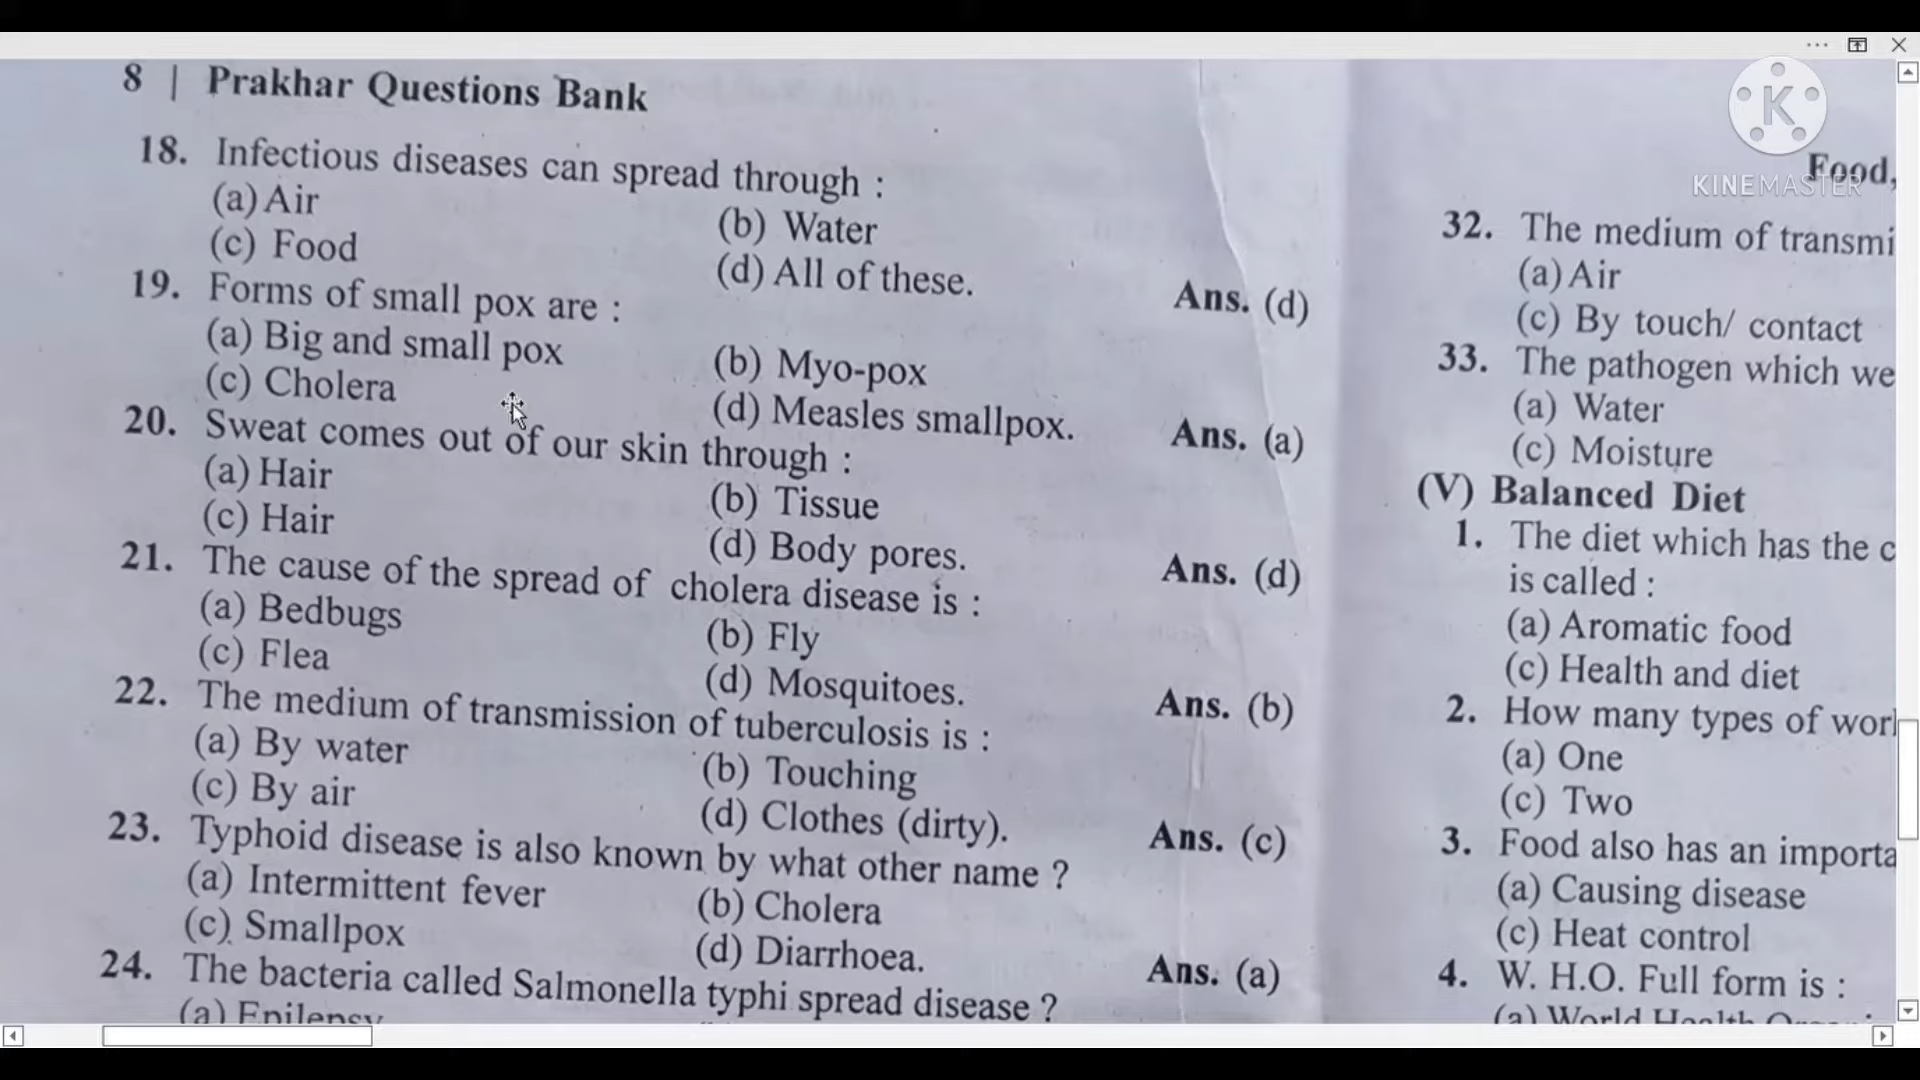 8 | Prakhar Questions Bank
18. Infectious diseases can spread through :
(a) Air
(b) Water
(c) Food
(d) All of these.
Ans. (d)
19. Forms of small pox are :
(a) Big and small pox
(b) Myo-pox
(c) Cholera
(d) Measles smallpox.
Ans. (a)
20. Sweat comes out of our skin through :
(a) Hair
(b) Tissue
(c) Hair
(d) Body pores.
Ans. (d)
21. The cause of the spread of cholera disease is :
(a) Bedbugs
(b) Fly
(c) Flea
(d) Mosquitoes.
Ans. (b)
22. The medium of transmission of tuberculosis is :
(a) By water
(b) Touching
(c) By air
(d) Clothes (dirty).
Ans. (c)
23. Typhoid disease is also known by what other name ?
(a) Intermittent fever
(b) Cholera
(c) Smallpox
(d) Diarrhoea.
Ans. (a)
24. The bacteria called Salmonella typhi spread disease ?
(a) Epilepsy
Food,
32. The medium of
(a) Air
(c) By touch/ contact
33. The pathogen which we
(a) Water
(c) Moisture
(V) Balanced Diet
1. The diet which has the
is called :
(a) Aromatic food
(c) Health and diet
2. How many types of
(a) One
(c) Two
3. Food also has an
(a) Causing disease
(c) Heat control
4. W. H.O. Full form is :
(a) World Health
K
KINEMASTER